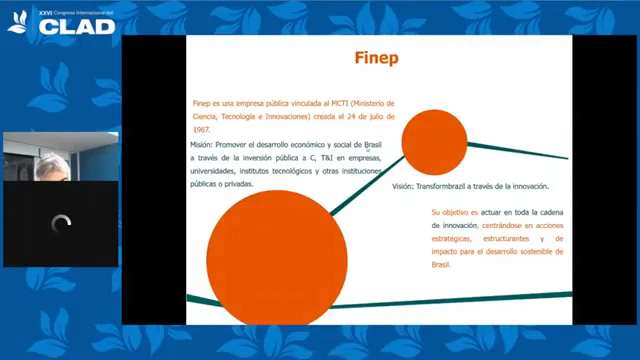 XXVI Congreso Internacional del
CLAD
Finep
Finep es una empresa pública vinculada al MCTI (Ministerio de
Ciencia, Tecnología e Innovaciones) creada el 24 de julio de
1967.
Misión: Promover el desarrollo económico y social de Brasil
a través de la inversión pública a C, T&I en empresas,
universidades, institutos tecnológicos y otras instituciones
públicas o privadas.
Visión: Transformbrazil a través de la innovación.
Su objetivo es actuar en toda la cadena
de innovación, centrándose en acciones
estratégicas, estructurantes y de
impacto para el desarrollo sostenible de
Brasil.